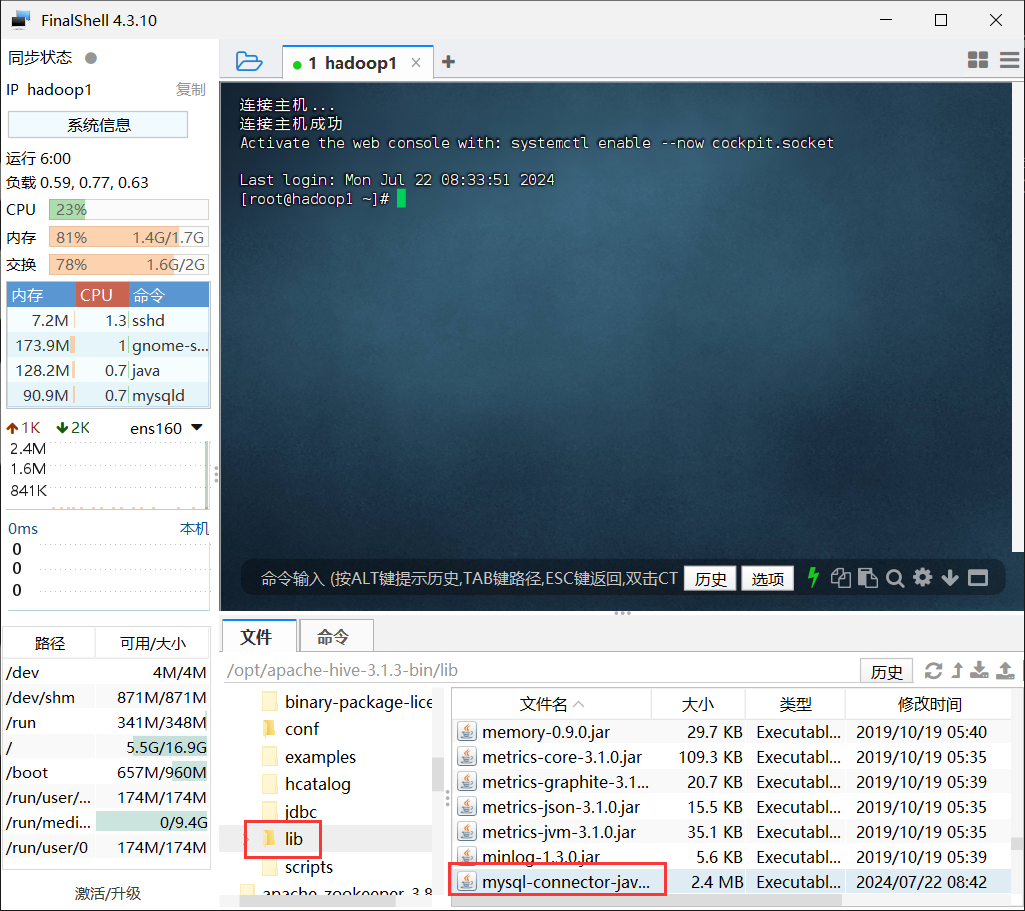 FinalShell 4.3.10
同步状态
IP hadoop1 复制
系统信息
运行 6:00
负载 0.59, 0.77, 0.63
CPU 23%
内存 81% 1.4G/1.7G
交换 78% 1.6G/2G
内存 CPU 命令
7.2M 1.3 sshd
173.9M 1 gnome-s...
128.2M 0.7 java
90.9M 0.7 mysqld
1K 2K ens160
2.4M
1.6M
841K
0ms 本机
0
0
0
路径 可用/大小
/dev 4M/4M
/dev/shm 871M/871M
/run 341M/348M
/ 5.5G/16.9G
/boot 657M/960M
/run/user/... 174M/174M
/run/medi... 0/9.4G
/run/user/0 174M/174M
激活/升级
1 hadoop1
连接主机...
连接主机成功
Activate the web console with: systemctl enable --now cockpit.socket
Last login: Mon Jul 22 08:33:51 2024
[root@hadoop1 ~]#
命令输入 (按ALT键提示历史,TAB键路径,ESC键返回,双击CT 历史 选项
文件 命令
/opt/apache-hive-3.1.3-bin/lib 历史
binary-package-lice
conf
examples
hcatalog
jdbc
lib
scripts
apache-zookeeper-3.8
文件名 大小 类型 修改时间
memory-0.9.0.jar 29.7 KB Executabl... 2019/10/19 05:40
metrics-core-3.1.0.jar 109.3 KB Executabl... 2019/10/19 05:35
metrics-graphite-3.1... 20.7 KB Executabl... 2019/10/19 05:39
metrics-json-3.1.0.jar 15.5 KB Executabl... 2019/10/19 05:35
metrics-jvm-3.1.0.jar 35.1 KB Executabl... 2019/10/19 05:35
minlog-1.3.0.jar 5.6 KB Executabl... 2019/10/19 05:39
mysql-connector-jav... 2.4 MB Executabl... 2024/07/22 08:42